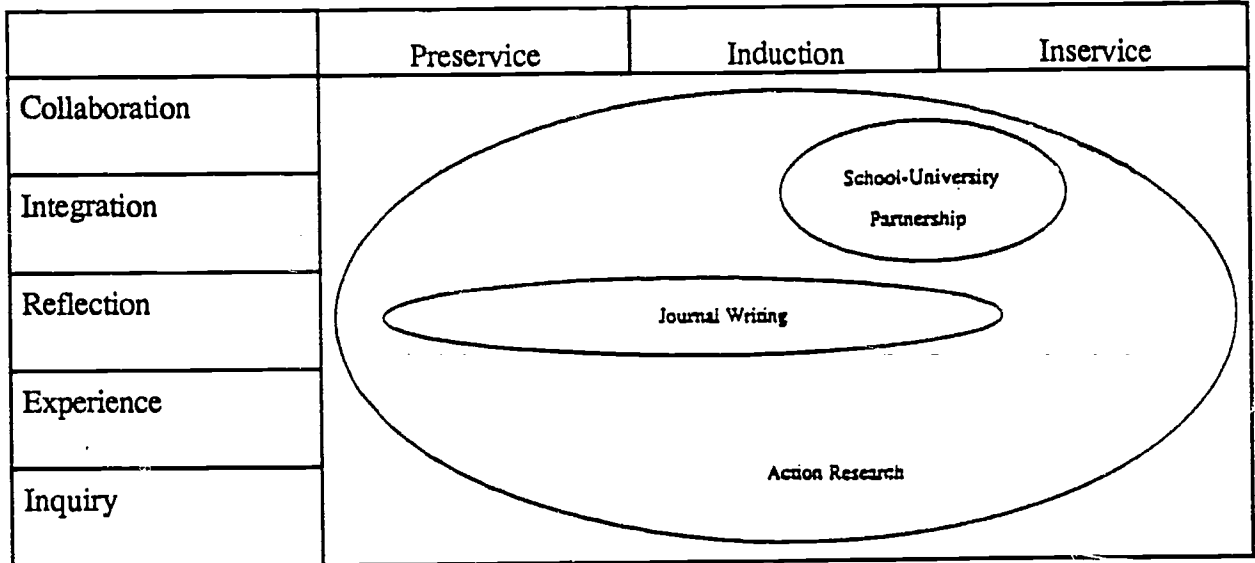 Preservice Induction Inservice
Collaboration
School-University
Integration
Partnership
Reflection
Journal Writing
Experience
Action Research
Inquiry